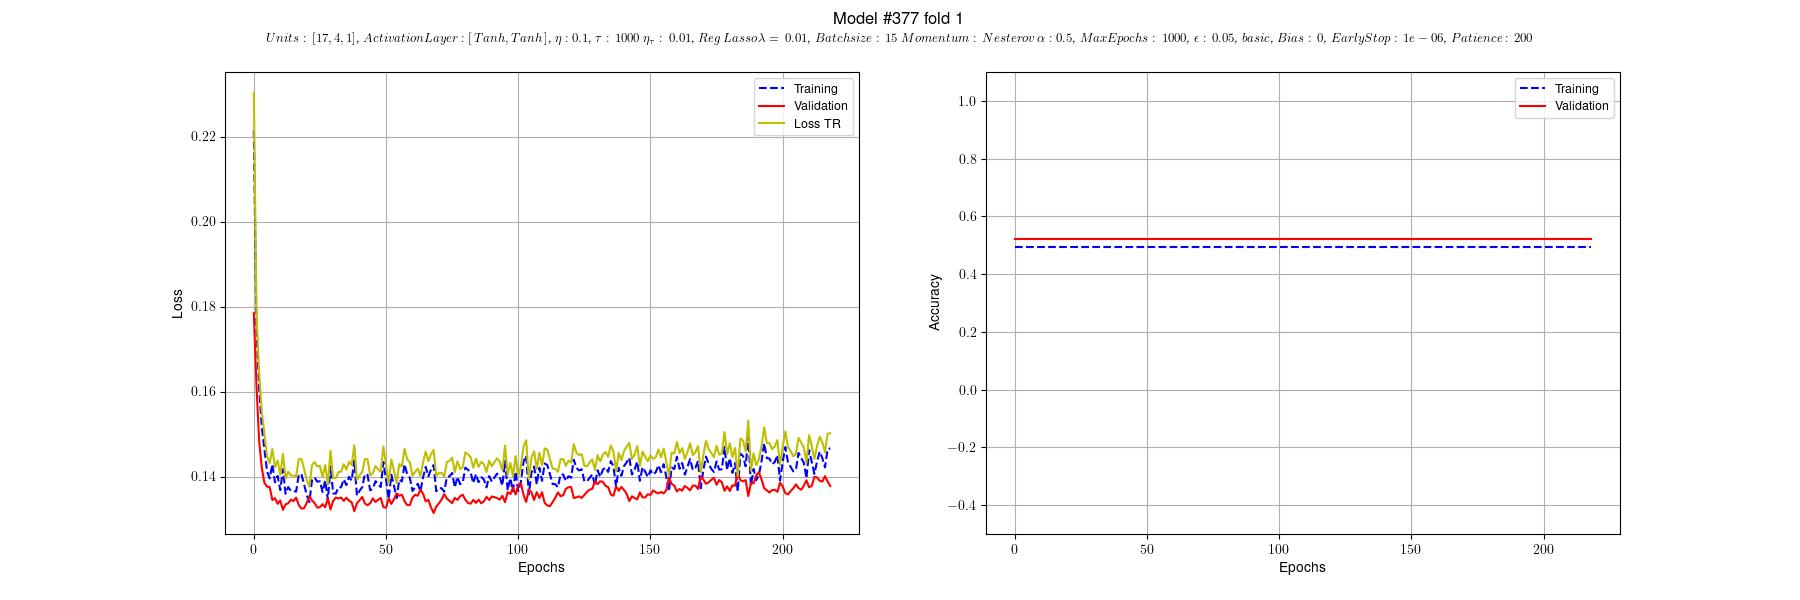 Model #377 fold 1
Units : [17, 4, 1], ActivationLayer : [Tanh, Tanh], η : 0.1, τ : 1000 ητ : 0.01, Reg Lasso λ = 0.01, Batchsize : 15 Momentum : Nesterov α : 0.5, MaxEpochs : 1000, ϵ : 0.05, basic, Bias : 0, EarlyStop : 1e − 06, Patience : 200
Training
Validation
Loss TR
0.22
0.20
0.18
0.16
0.14
Loss
0 50 100 150 200
Epochs
Training
Validation
1.0
0.8
0.6
0.4
0.2
0.0
−0.2
−0.4
Accuracy
0 50 100 150 200
Epochs